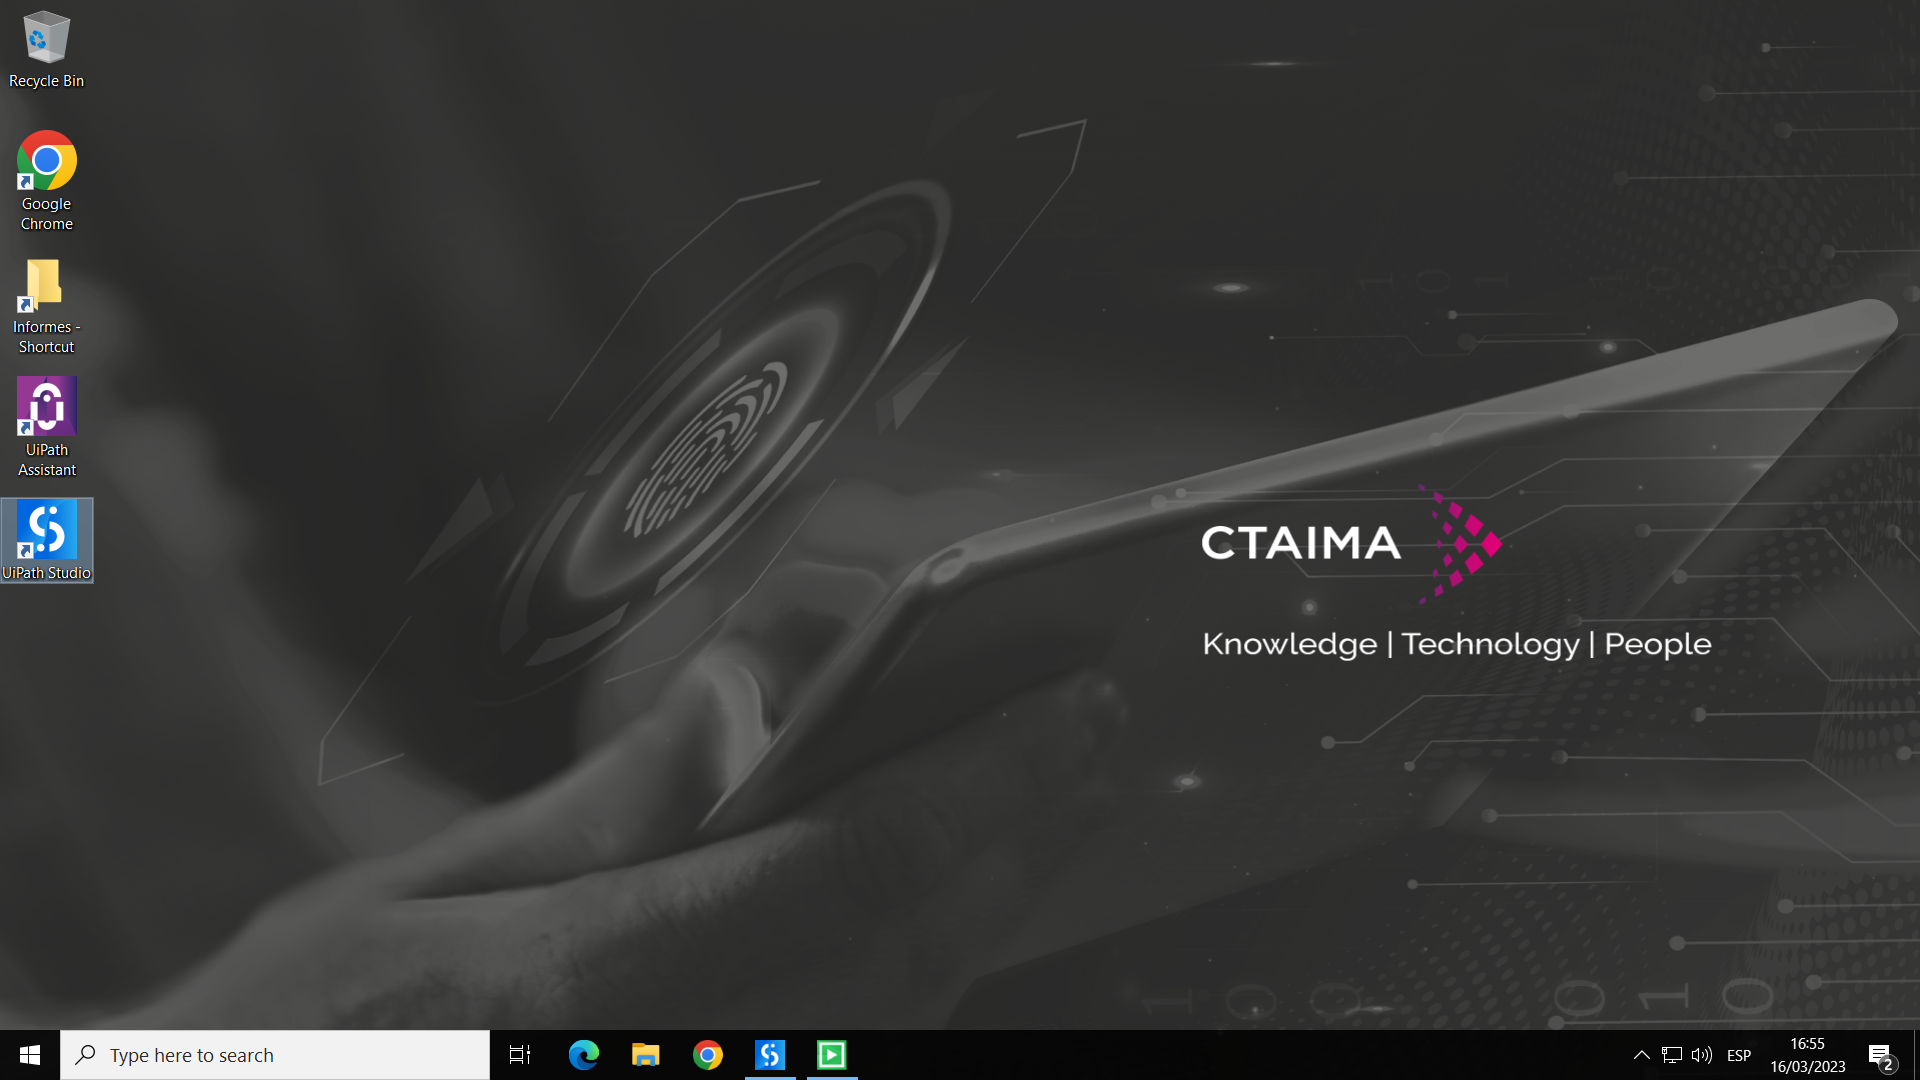 Recycle Bin
Google
Chrome
Informes -
Shortcut
UiPath
Assistant
UiPath Studio
CTAIMA
Knowledge | Technology | People
Type here to search
ESP
16:55
16/03/2023
2